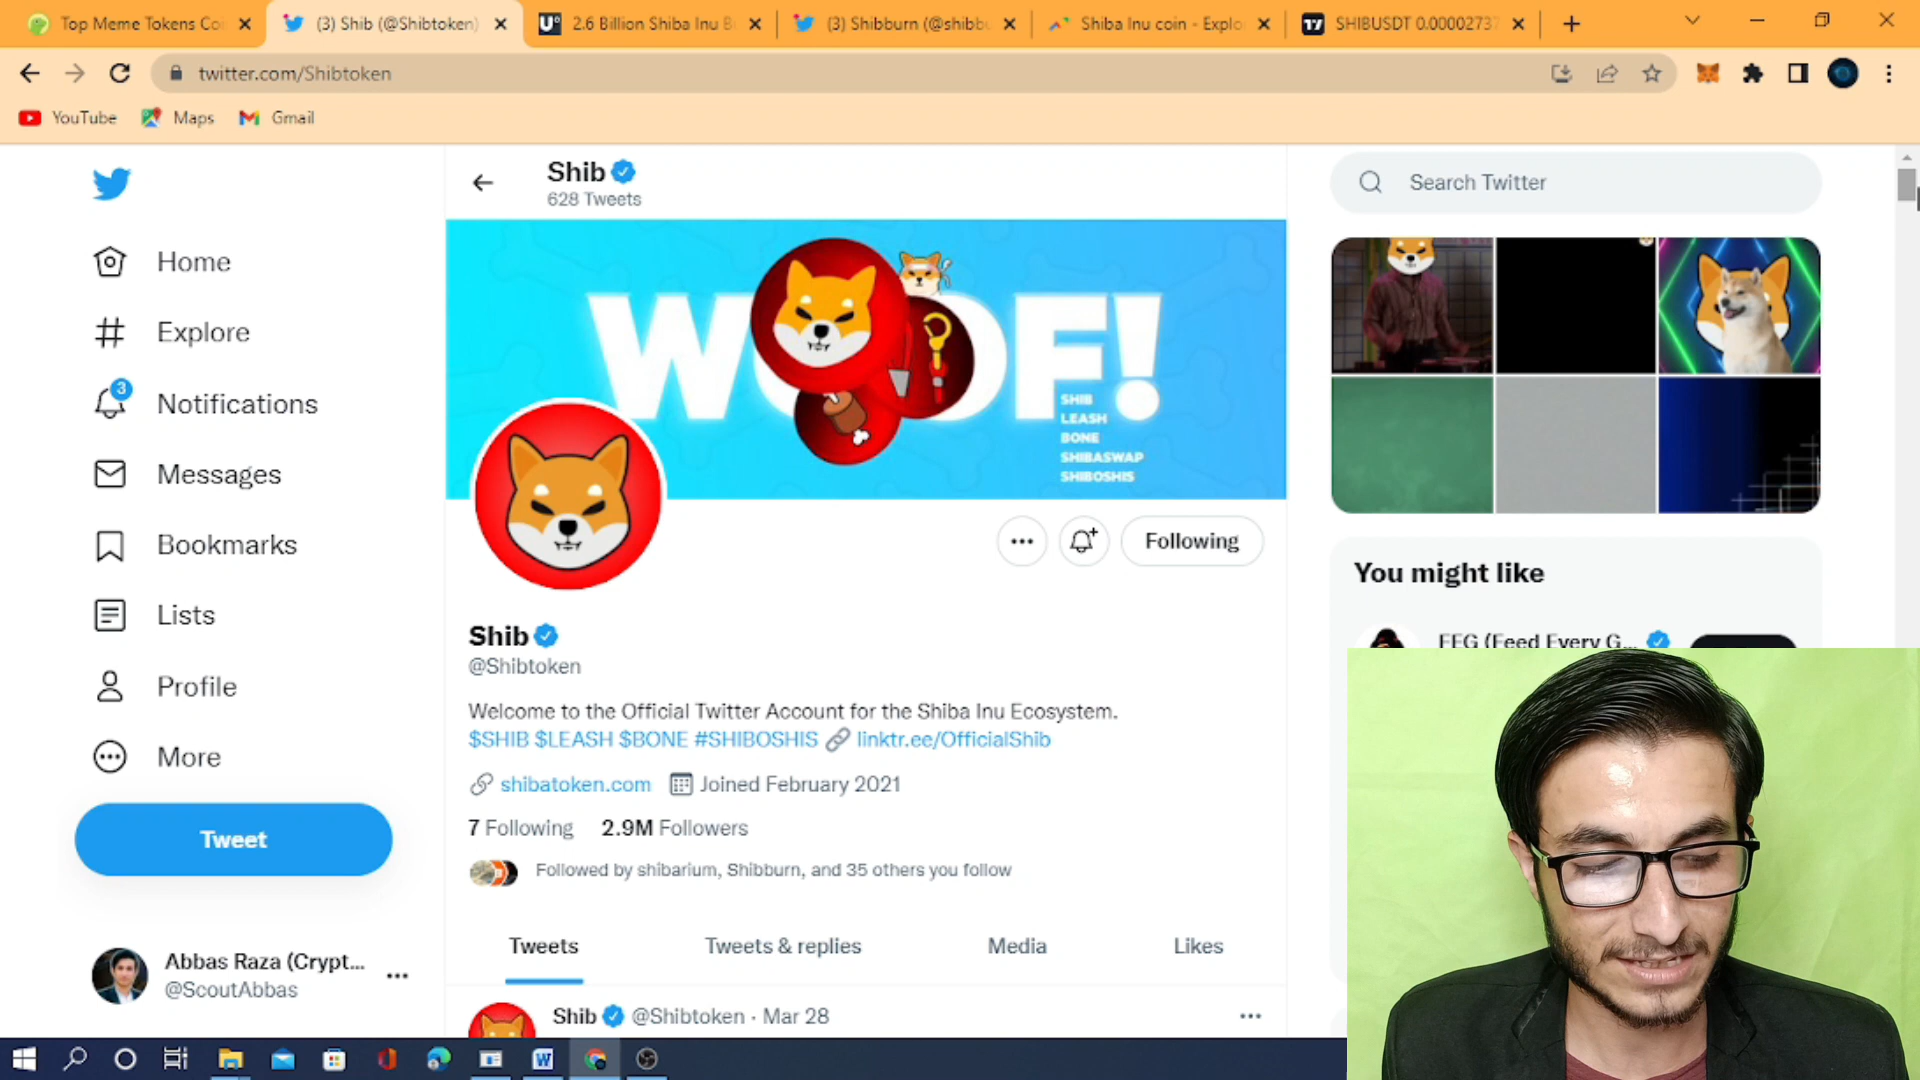 Top Meme Tokens Co
(3) Shib (@Shibtoken)
2.6 Billion Shiba Inu B
(3) Shibburn (@shibb
Shiba Inu coin - Explo
SHIBUSDT 0.00002737
twitter.com/Shibtoken
YouTube
Maps
Gmail
Shib
628 Tweets
Search Twitter
Home
Explore
3
Notifications
Messages
Bookmarks
Lists
Profile
More
Tweet
Abbas Raza (Crypt...
@ScoutAbbas
WOOF!
SHIB
LEASH
BONE
SHIBASWAP
SHIBOSHIS
Following
Shib
@Shibtoken
Welcome to the Official Twitter Account for the Shiba Inu Ecosystem.
$SHIB $LEASH $BONE #SHIBOSHIS linktr.ee/OfficialShib
shibatoken.com Joined February 2021
7 Following 2.9M Followers
Followed by shibarium, Shibburn, and 35 others you follow
Tweets Tweets & replies Media Likes
Shib @Shibtoken · Mar 28
You might like
FEG (Feed Every G...